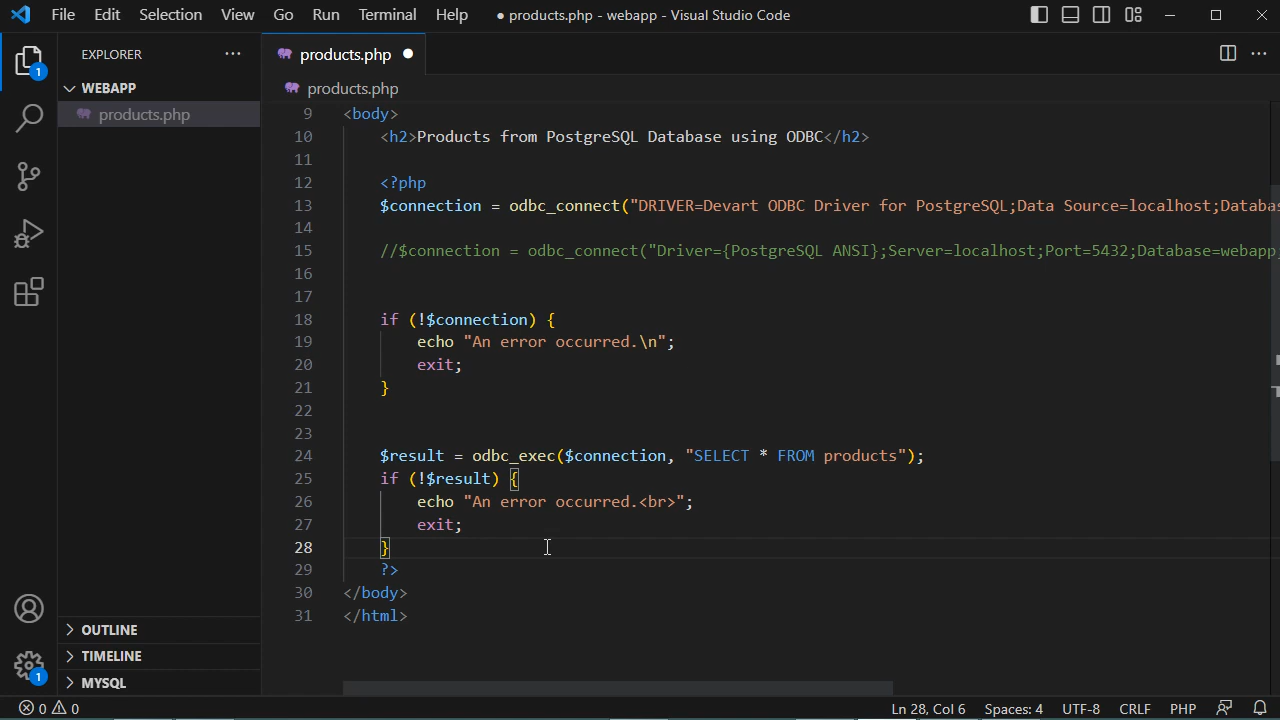 File Edit Selection View Go Run Terminal Help ● products.php - webapp - Visual Studio Code
EXPLORER
products.php
WEBAPP
products.php
products.php
1
9 <body>
10 <h2>Products from PostgreSQL Database using ODBC</h2>
11
12 <?php
13 $connection = odbc_connect("DRIVER=Devart ODBC Driver for PostgreSQL;Data Source=localhost;Databas
14
15 //$connection = odbc_connect("Driver={PostgreSQL ANSI};Server=localhost;Port=5432;Database=webapp;
16
17
18 if (!$connection) {
19 echo "An error occurred.\n";
20 exit;
21 }
22
23
24 $result = odbc_exec($connection, "SELECT * FROM products");
25 if (!$result) {
26 echo "An error occurred.<br>";
27 exit;
28 }
29 ?>
30 </body>
31 </html>
OUTLINE
TIMELINE
MYSQL
1
0 0
Ln 28, Col 6 Spaces: 4 UTF-8 CRLF PHP